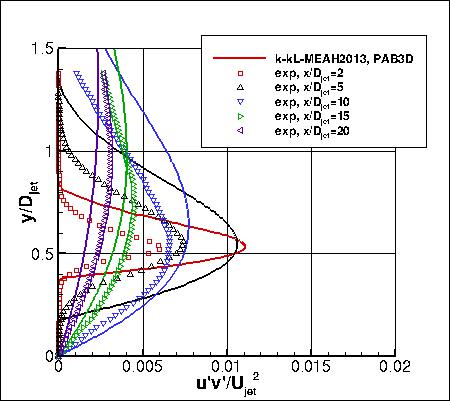 1.5
k-kL-MEAH2013, PAB3D
exp, x/Djet=2
exp, x/Djet=5
exp, x/Djet=10
exp, x/Djet=15
exp, x/Djet=20
1
y/Djet
0.5
0
0 0.005 0.01 0.015 0.02
u'v'/Ujet²